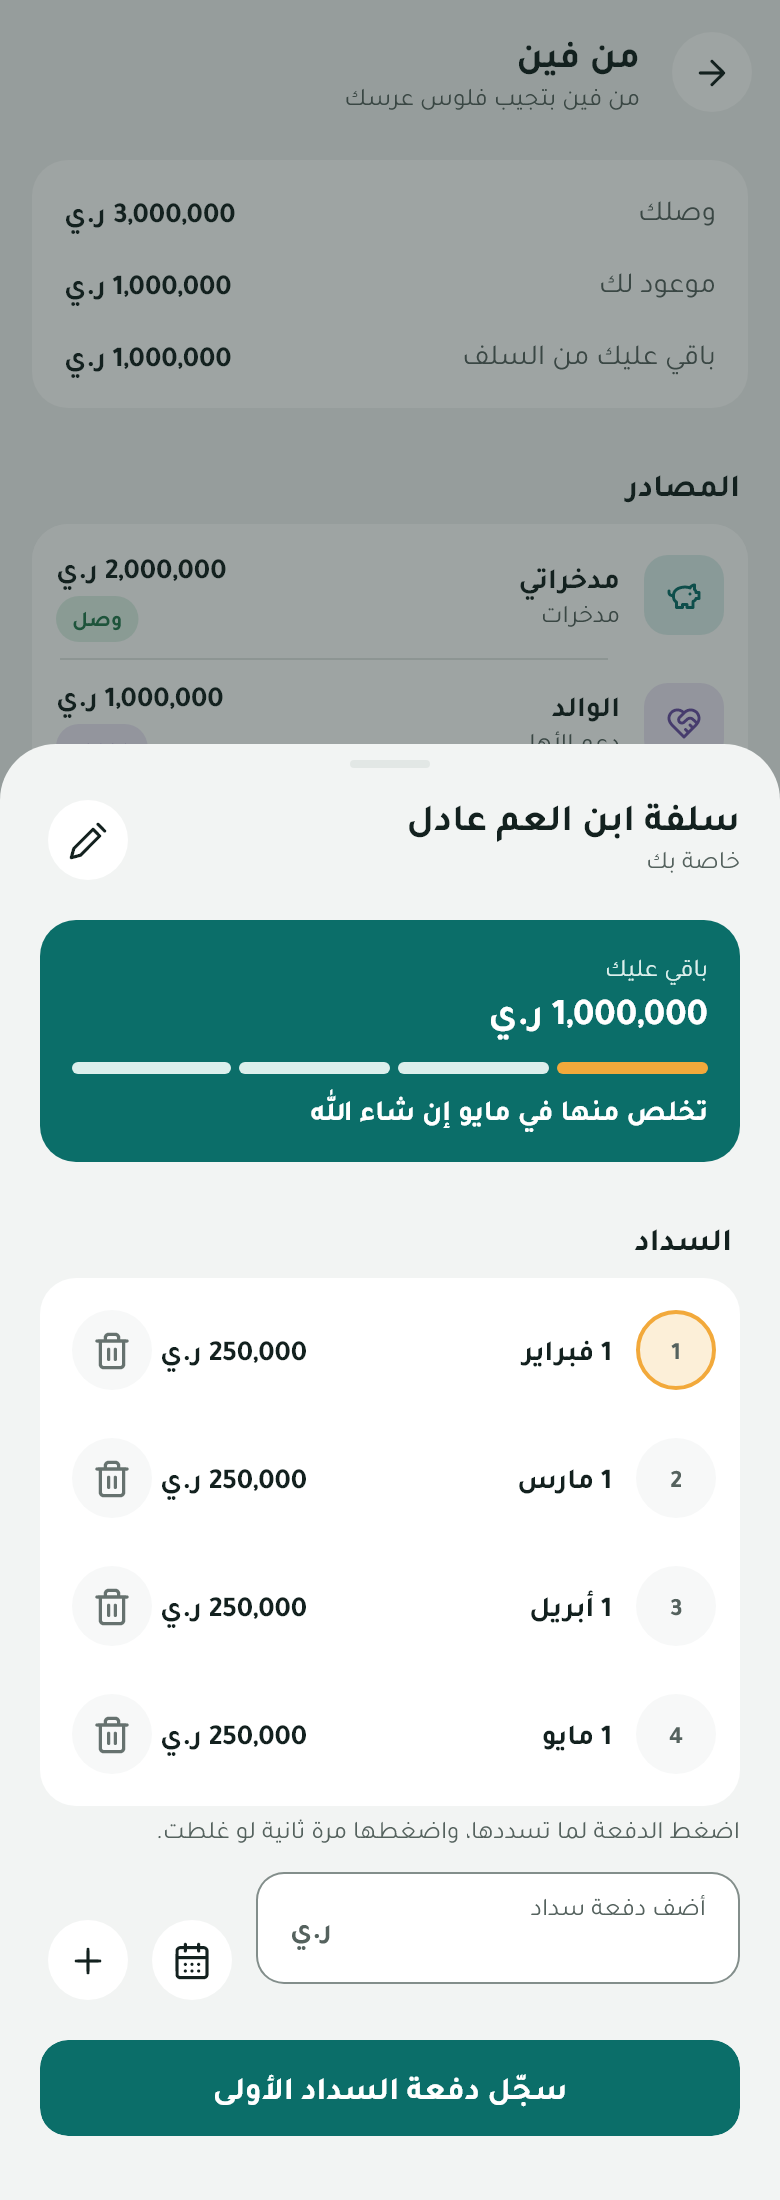 من فين
من فين بتجيب فلوس عرسك
وصلك 3,000,000 ر.ي
موعود لك 1,000,000 ر.ي
باقي عليك من السلف 1,000,000 ر.ي
المصادر
مدخراتي 2,000,000 ر.ي
مدخرات وصل
الوالد 1,000,000 ر.ي
سلفة ابن العم عادل
خاصة بك
باقي عليك
1,000,000 ر.ي
تخلص منها في مايو إن شاء الله
السداد
1 1 فبراير 250,000 ر.ي
2 1 مارس 250,000 ر.ي
3 1 أبريل 250,000 ر.ي
4 1 مايو 250,000 ر.ي
اضغط الدفعة لما تسددها، واضغطها مرة ثانية لو غلطت.
أضف دفعة سداد
ر.ي
سجّل دفعة السداد الأولى